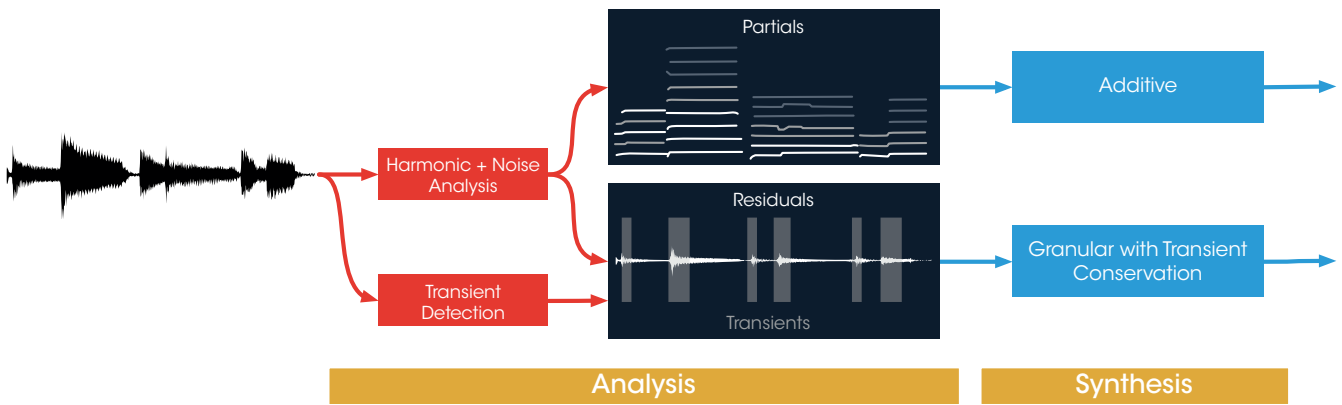 Partials
Additive
Harmonic + Noise
Analysis
Residuals
Granular with Transient
Conservation
Transient
Detection
Transients
Analysis
Synthesis